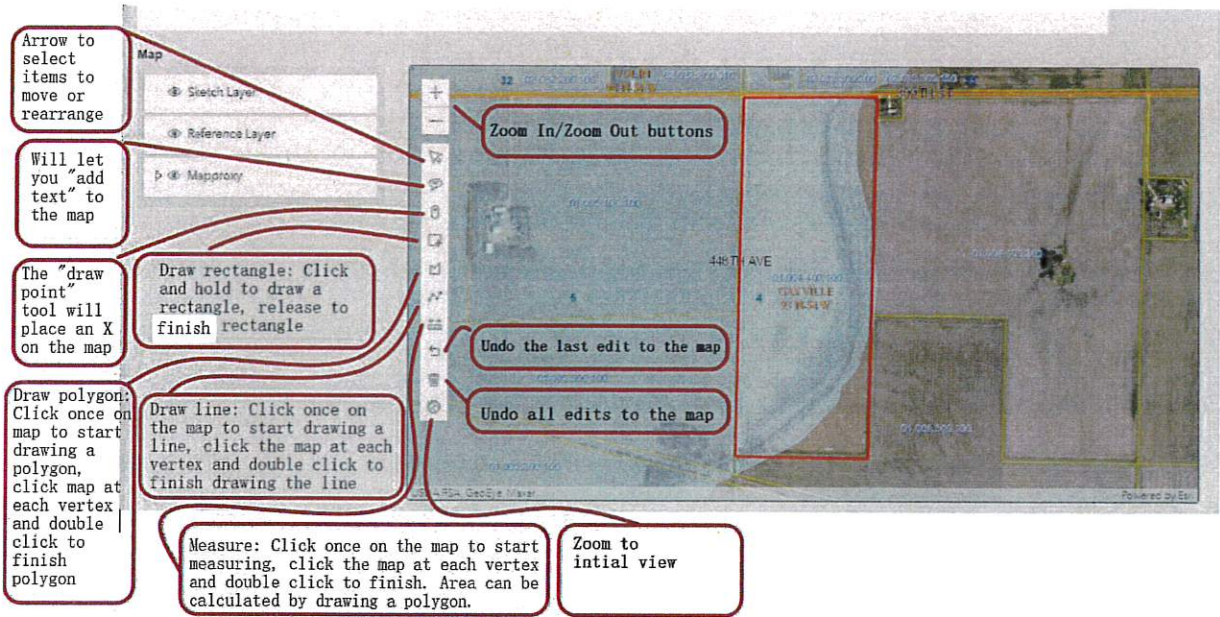 Arrow to
select
items to
move or
rearrange
Map
Sketch Layer
Reference Layer
Mapproxy
Will let
you "add
text" to
the map
Zoom In/Zoom Out buttons
The "draw
point"
tool will
place an X
on the map
Draw rectangle: Click
and hold to draw a
rectangle, release to
finish rectangle
448TH AVE
4
Undo the last edit to the map
Undo all edits to the map
Draw polygon:
Click once on
map to start
drawing a
polygon,
click map at
each vertex
and double
click to
finish
polygon
Draw line: Click once on
the map to start drawing a
line, click the map at each
vertex and double click to
finish drawing the line
GeoEye, Maxar
Powered by Esri
Measure: Click once on the map to start
measuring, click the map at each vertex
and double click to finish. Area can be
calculated by drawing a polygon.
Zoom to
intial view